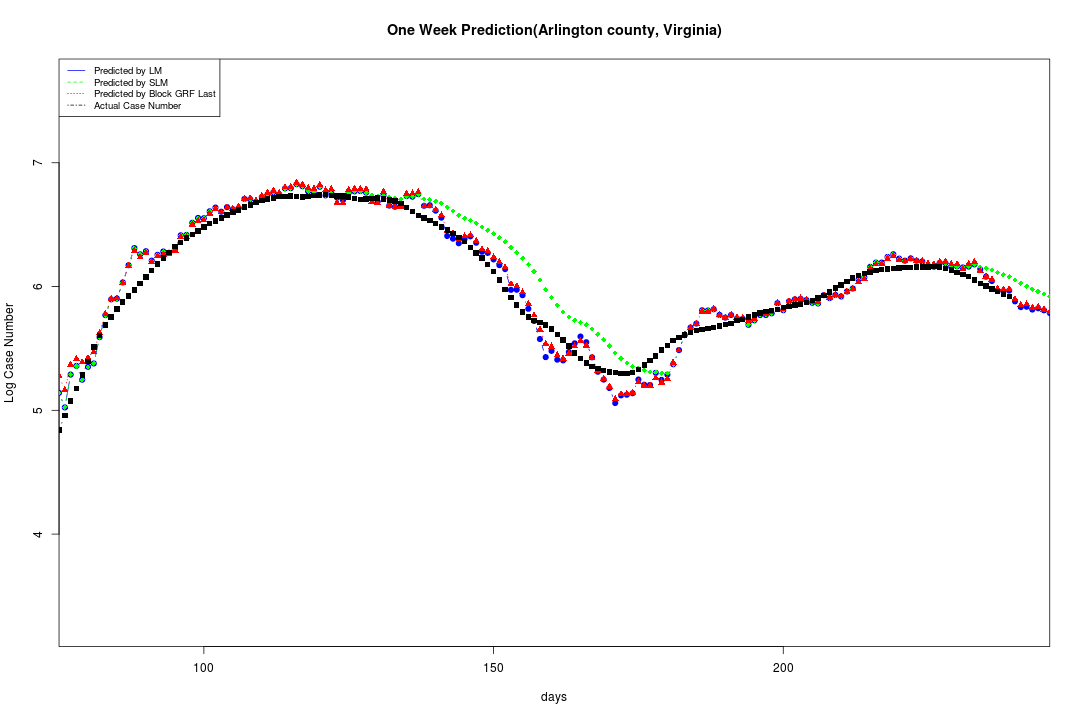 One Week Prediction(Arlington county, Virginia)
Predicted by LM
Predicted by SLM
Predicted by Block GRF Last
Actual Case Number
7
6
5
4
Log Case Number
100 150 200
days